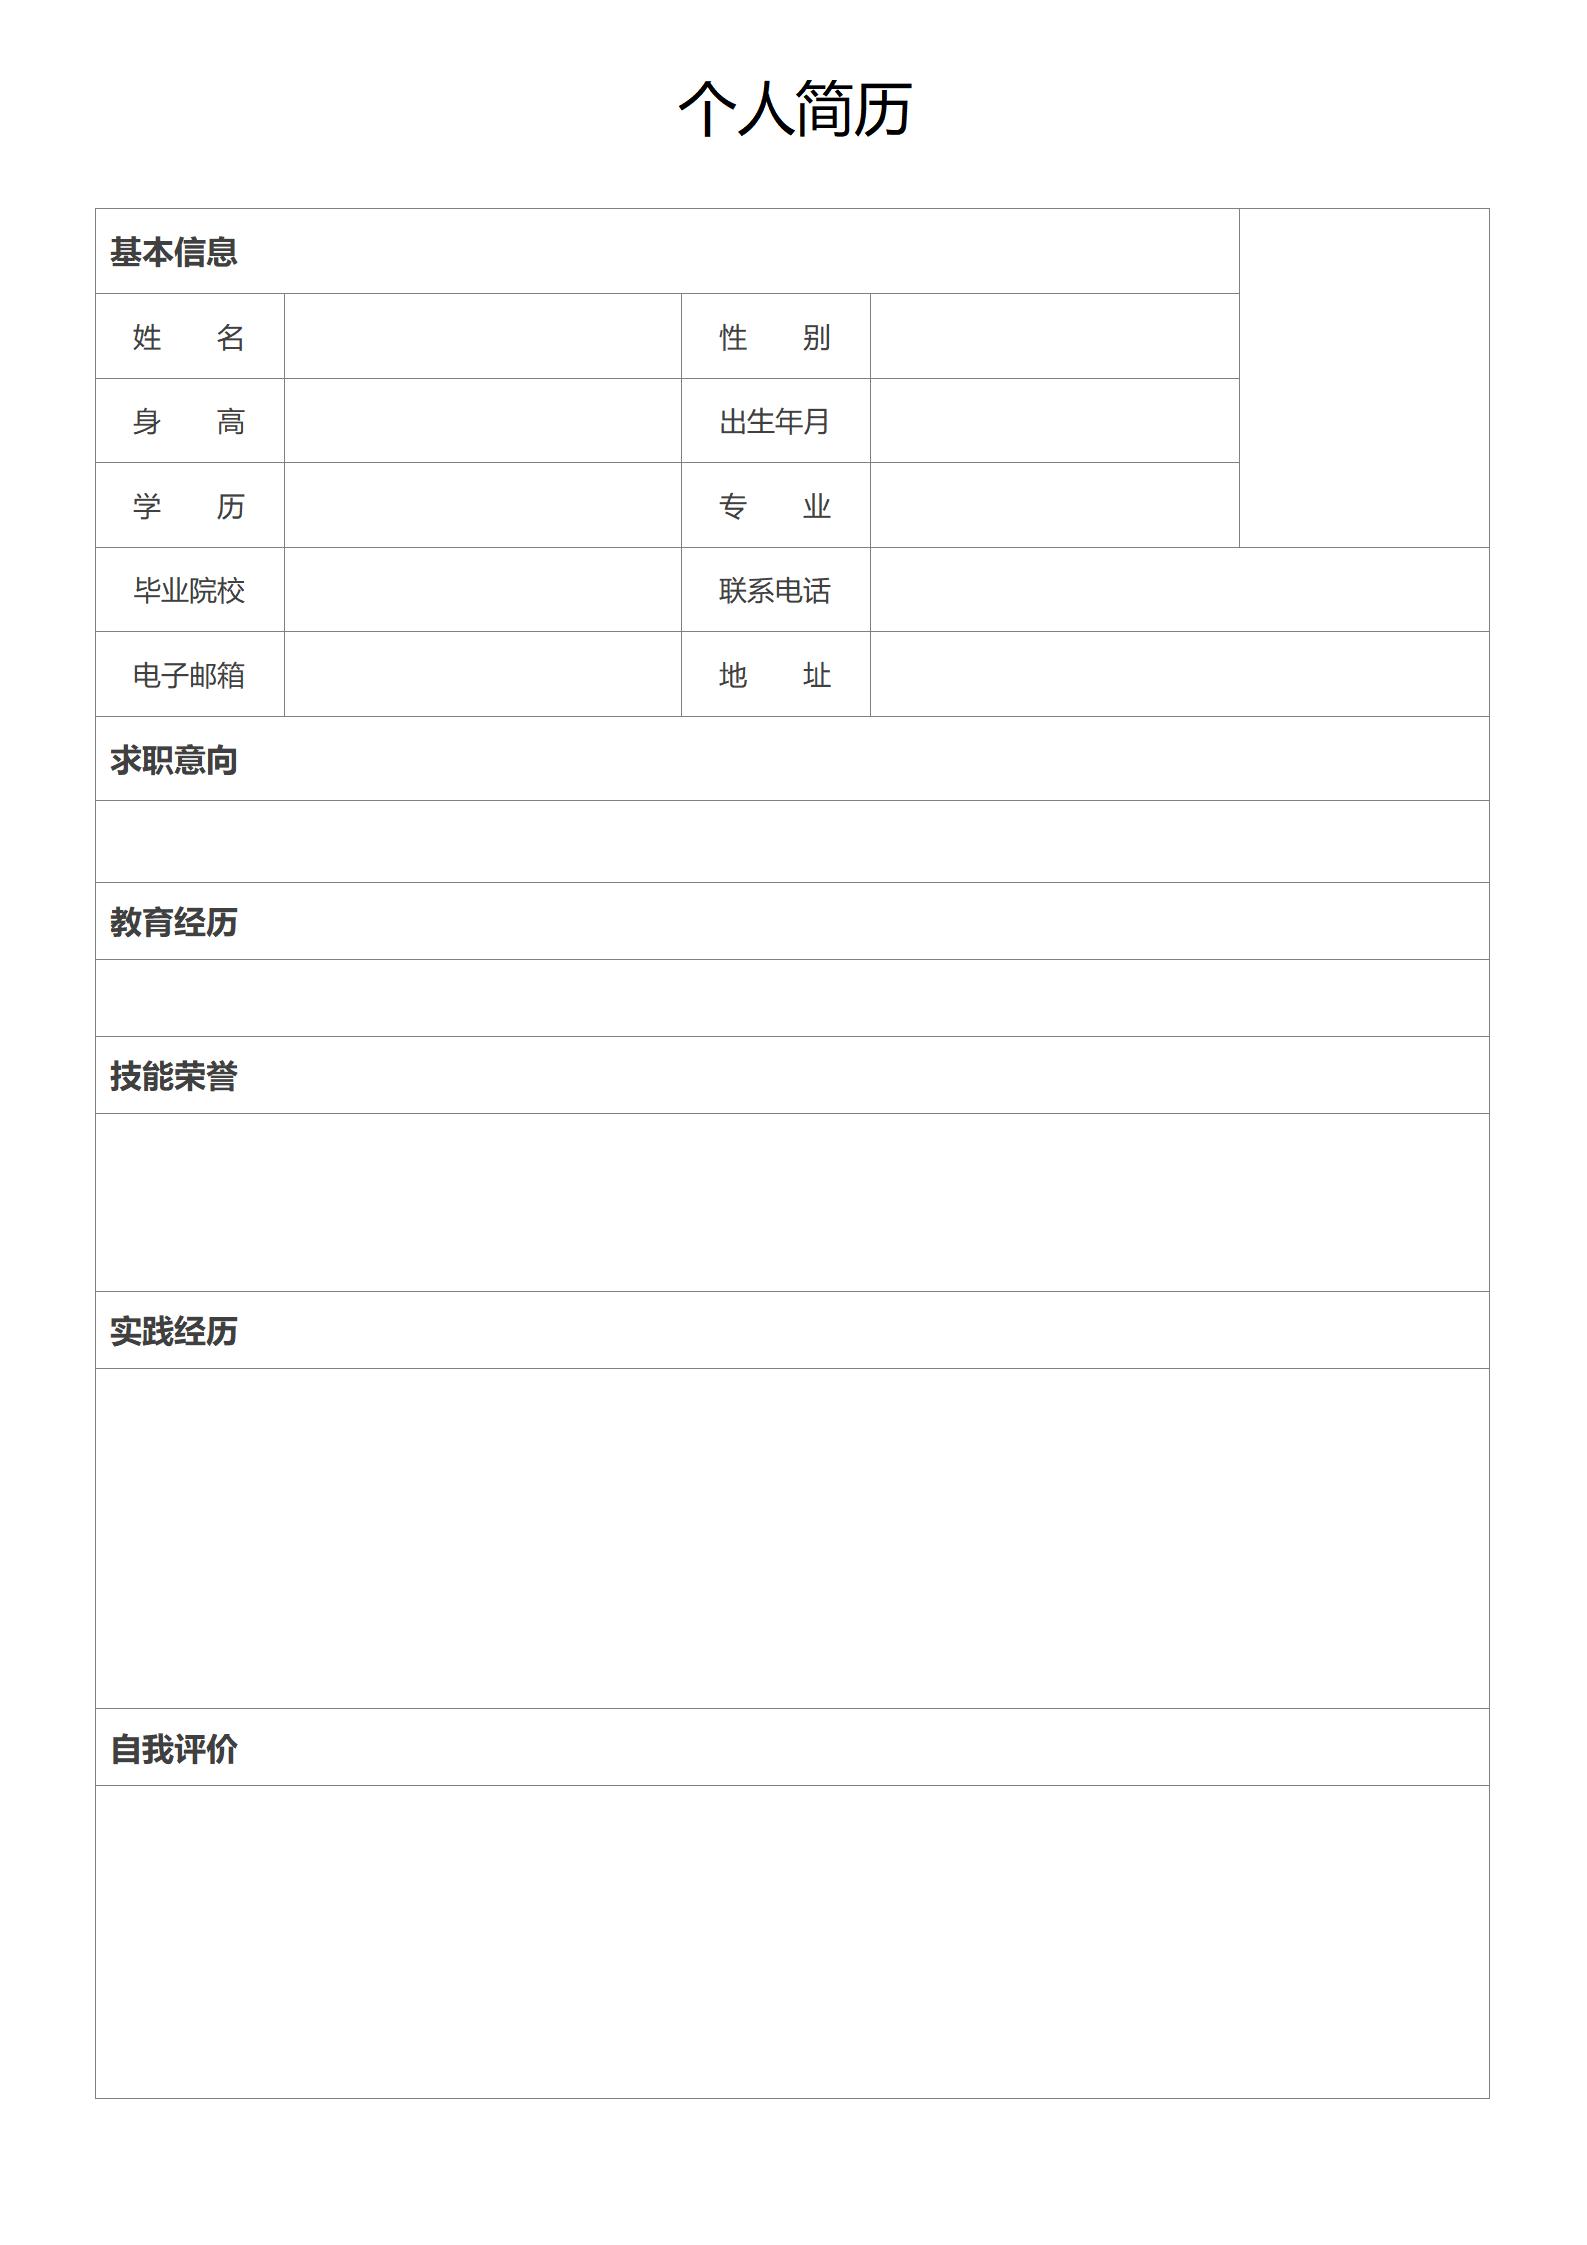 个人简历
基本信息
姓 名 性 别
身 高 出生年月
学 历 专 业
毕业院校 联系电话
电子邮箱 地 址
求职意向
教育经历
技能荣誉
实践经历
自我评价